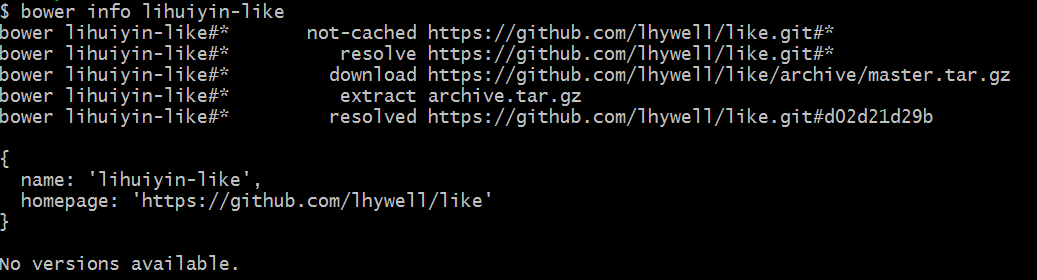 $ bower info lihuiyin-like
bower lihuiyin-like#*       not-cached https://github.com/lhywell/like.git#*
bower lihuiyin-like#*          resolve https://github.com/lhywell/like.git#*
bower lihuiyin-like#*         download https://github.com/lhywell/like/archive/master.tar.gz
bower lihuiyin-like#*          extract archive.tar.gz
bower lihuiyin-like#*         resolved https://github.com/lhywell/like.git#d02d21d29b
{
  name: 'lihuiyin-like',
  homepage: 'https://github.com/lhywell/like'
}
No versions available.